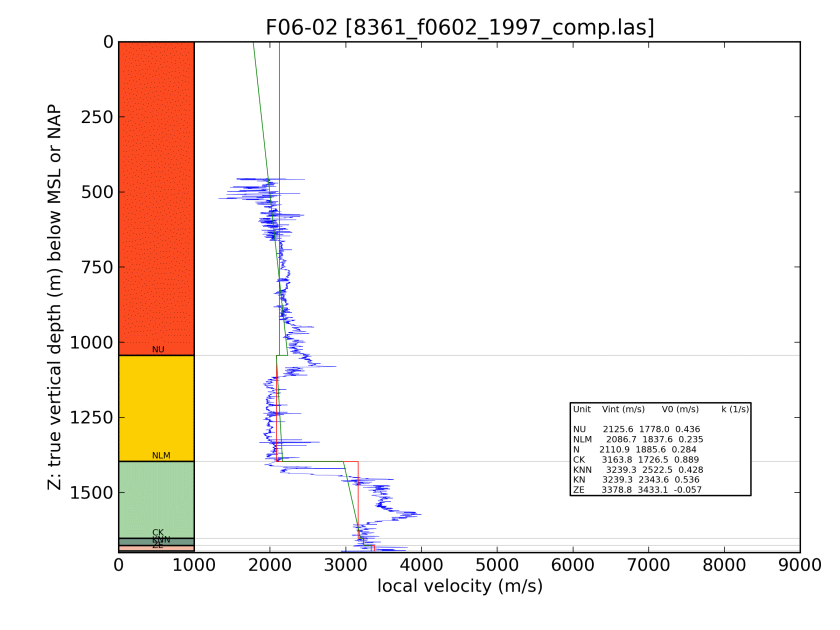 F06-02 [8361_f0602_1997_comp.las]
Z: true vertical depth (m) below MSL or NAP
0
250
500
750
1000
1250
1500
NU
NLM
CK
KNN
ZE
Unit Vint (m/s) V0 (m/s) k (1/s)
NU 2125.6 1778.0 0.436
NLM 2086.7 1837.6 0.235
N 2110.9 1885.6 0.284
CK 3163.8 1726.5 0.889
KNN 3239.3 2522.5 0.428
KN 3239.3 2343.6 0.536
ZE 3378.8 3433.1 -0.057
0 1000 2000 3000 4000 5000 6000 7000 8000 9000
local velocity (m/s)